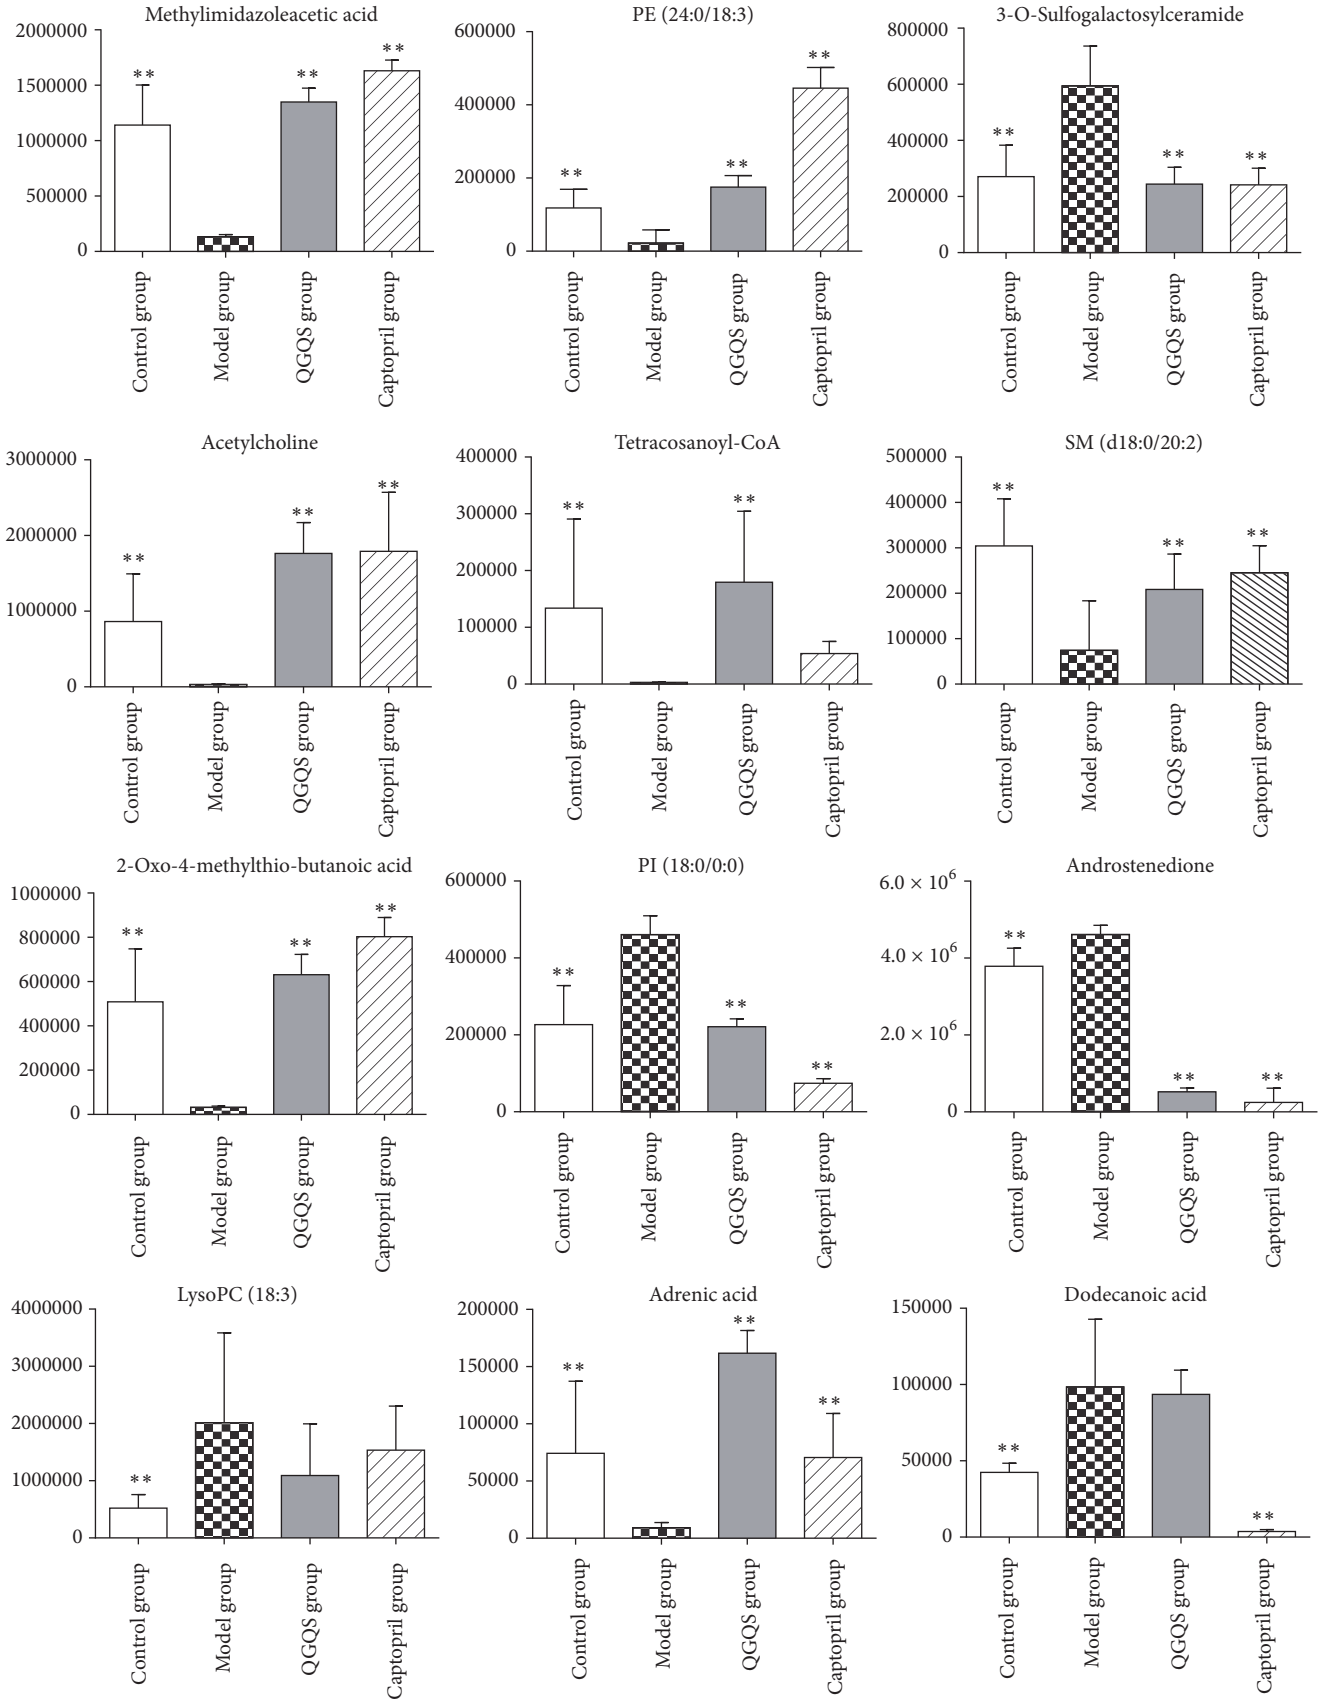 Methylimidazoleacetic acid
2000000
1500000
1000000
500000
0
** ** **
Control group
Model group
QGQS group
Captopril group
PE (24:0/18:3)
600000
400000
200000
0
** ** **
Control group
Model group
QGQS group
Captopril group
3-O-Sulfogalactosylceramide
800000
600000
400000
200000
0
** ** **
Control group
Model group
QGQS group
Captopril group
Acetylcholine
3000000
2000000
1000000
0
** ** **
Control group
Model group
QGQS group
Captopril group
Tetracosanoyl-CoA
400000
300000
200000
100000
0
** **
Control group
Model group
QGQS group
Captopril group
SM (d18:0/20:2)
500000
400000
300000
200000
100000
0
** ** **
Control group
Model group
QGQS group
Captopril group
2-Oxo-4-methylthio-butanoic acid
1000000
800000
600000
400000
200000
0
** ** **
Control group
Model group
QGQS group
Captopril group
PI (18:0/0:0)
600000
400000
200000
0
** ** **
Control group
Model group
QGQS group
Captopril group
Androstenedione
6.0 × 10⁶
4.0 × 10⁶
2.0 × 10⁶
0
** ** **
Control group
Model group
QGQS group
Captopril group
LysoPC (18:3)
4000000
3000000
2000000
1000000
0
**
Control group
Model group
QGQS group
Captopril group
Adrenic acid
200000
150000
100000
50000
0
** ** **
Control group
Model group
QGQS group
Captopril group
Dodecanoic acid
150000
100000
50000
0
** **
Control group
Model group
QGQS group
Captopril group